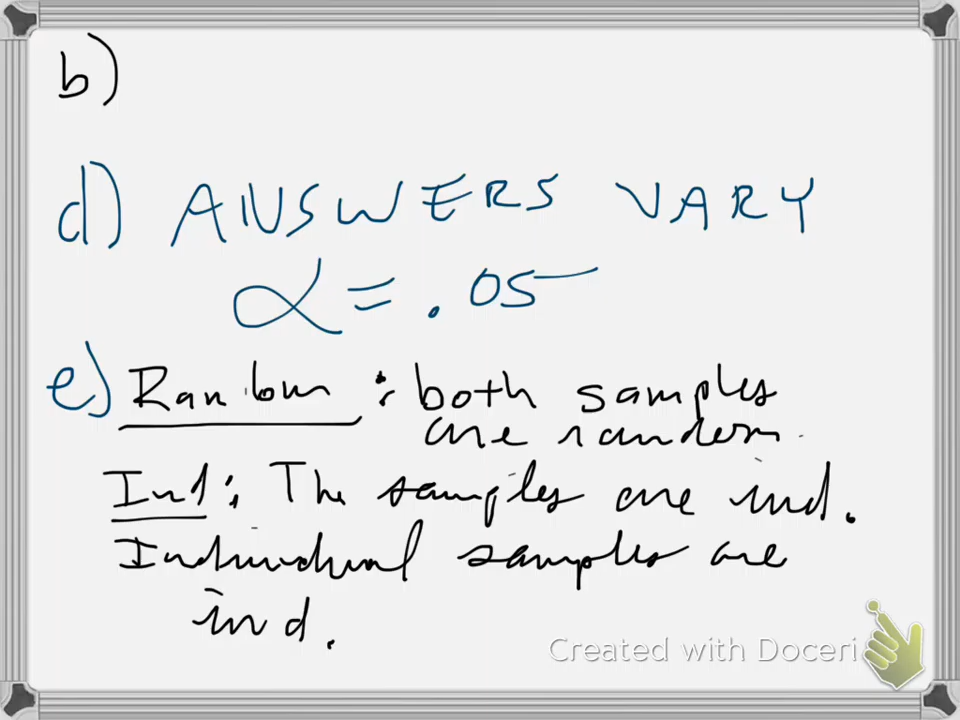 b)
d) ANSWERS VARY
α = .05
e) Random : both samples
are random.
Ind : The samples are ind.
Individual samples are
ind.
Created with Doceri